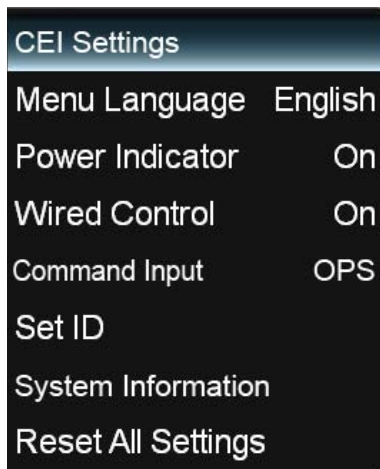 CEI Settings
Menu Language English
Power Indicator On
Wired Control On
Command Input OPS
Set ID
System Information
Reset All Settings